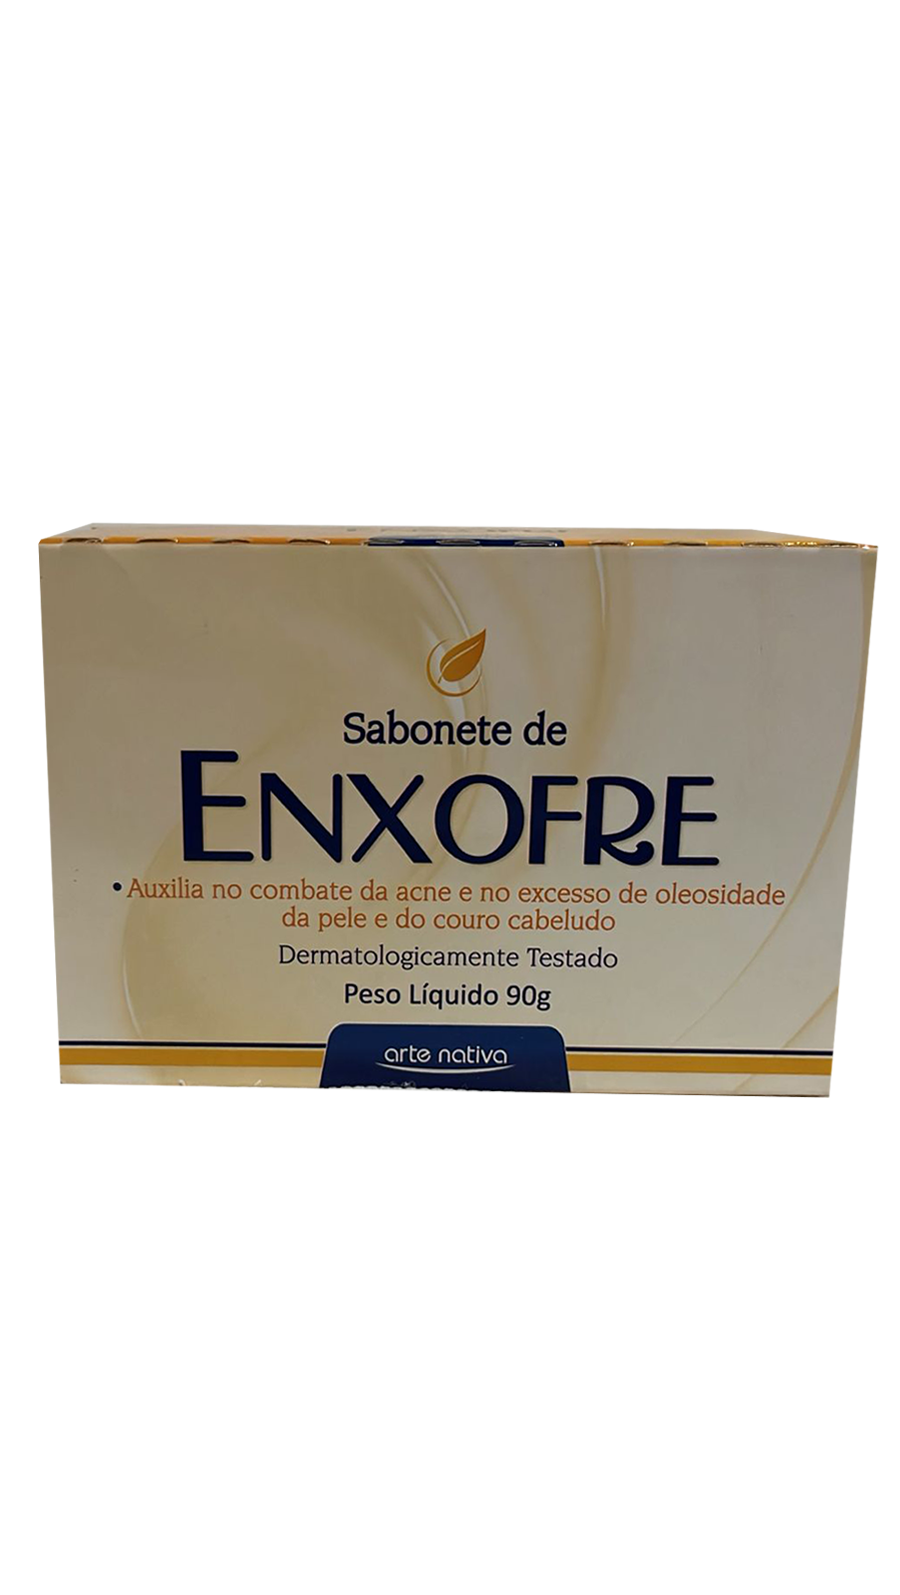 Sabonete de
ENXOFRE
• Auxilia no combate da acne e no excesso de oleosidade
da pele e do couro cabeludo
Dermatologicamente Testado
Peso Líquido 90g
arte nativa